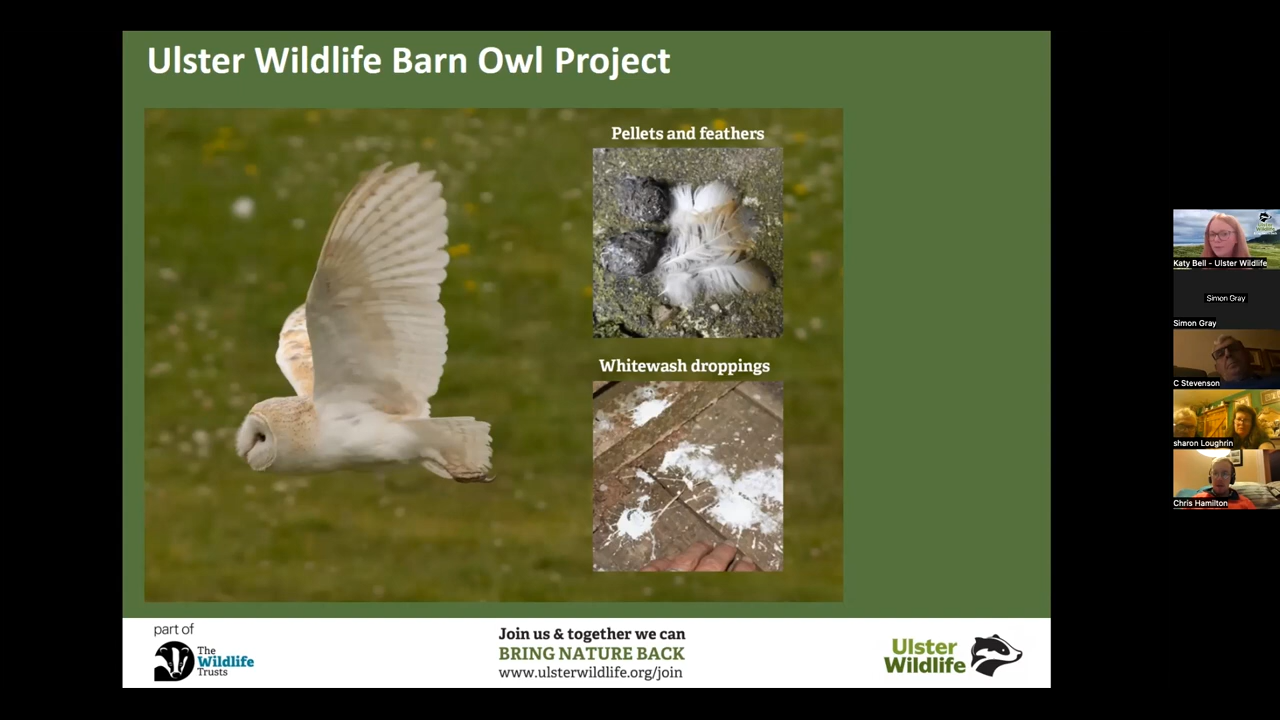 Ulster Wildlife Barn Owl Project
Pellets and feathers
Whitewash droppings
part of
The
Wildlife
Trusts
Join us & together we can
BRING NATURE BACK
www.ulsterwildlife.org/join
Ulster
Wildlife
Ulster
Wildlife
Katy Bell - Ulster Wildlife
Simon Gray
Simon Gray
C Stevenson
sharon Loughrin
Chris Hamilton